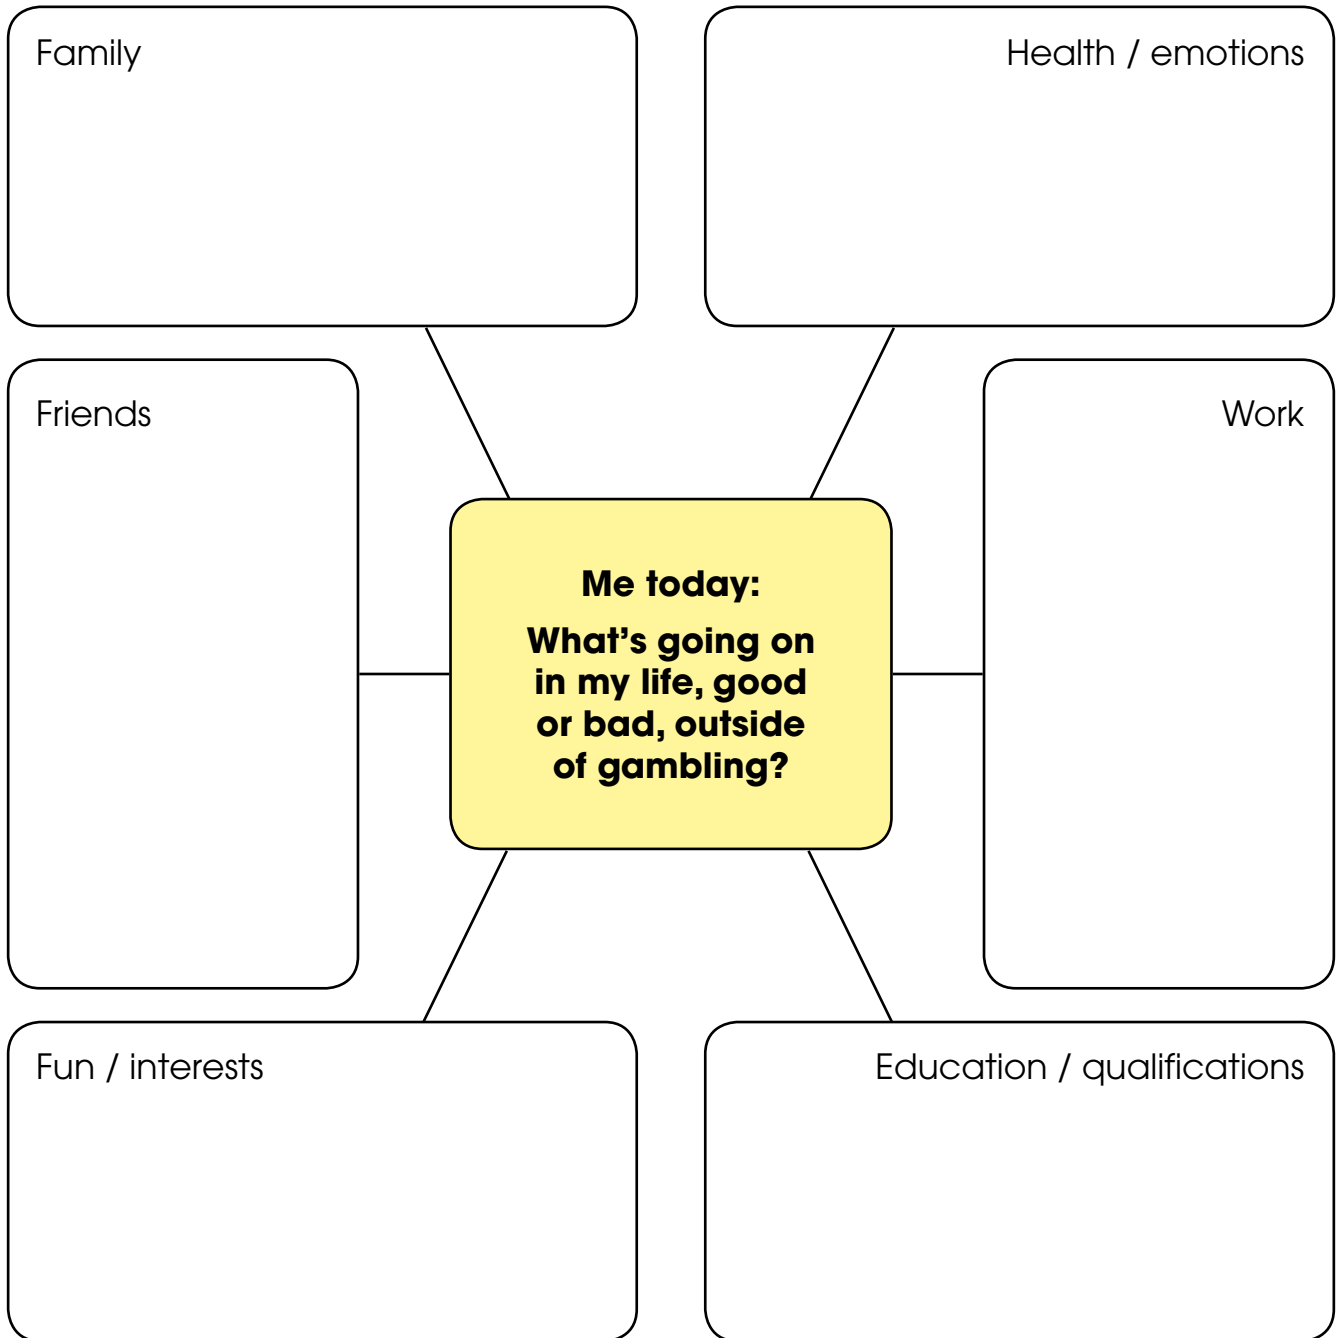 Family
Health / emotions
Friends
Work
Me today:
What’s going on
in my life, good
or bad, outside
of gambling?
Fun / interests
Education / qualifications